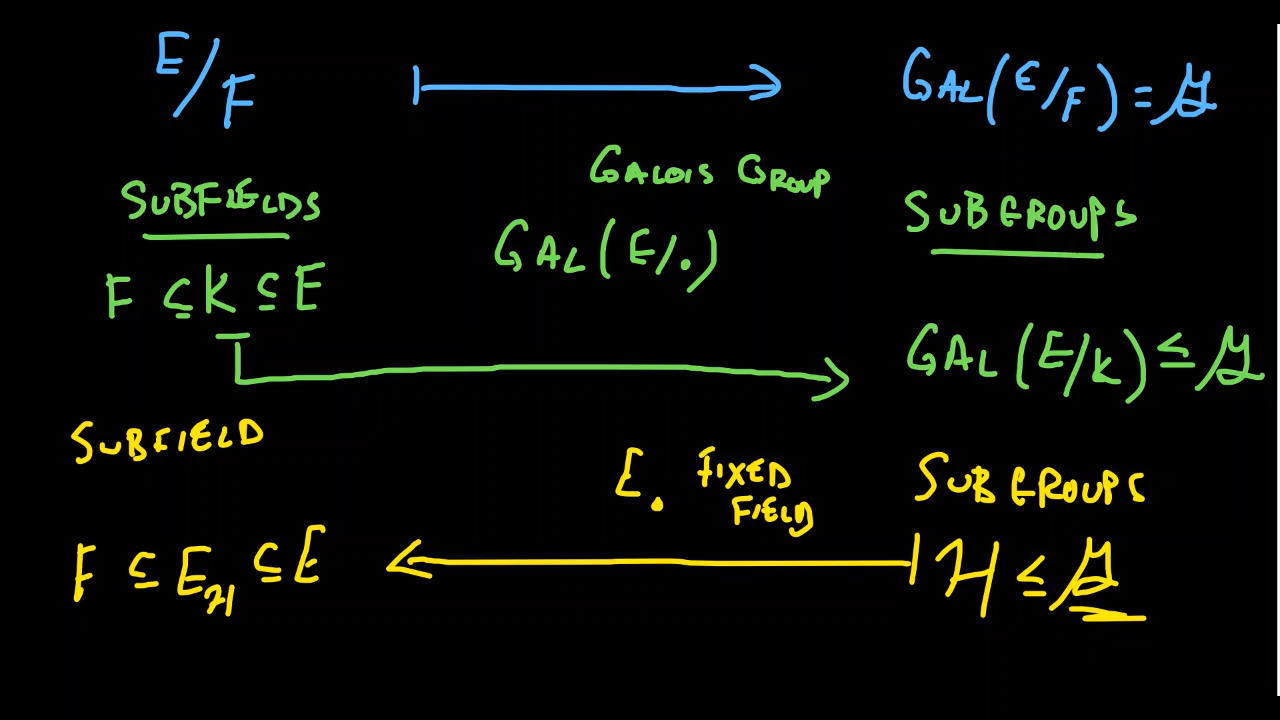 E/F ↦ GAL(E/F) = 𝒢
GALOIS GROUP
SUBFIELDS
SUBGROUPS
GAL(E/.)
F ⊆ K ⊆ E
GAL(E/K) ≤ 𝒢
SUBFIELD
E. FIXED FIELD
SUBGROUPS
F ⊆ E_ℋ ⊆ E
ℋ ≤ 𝒢